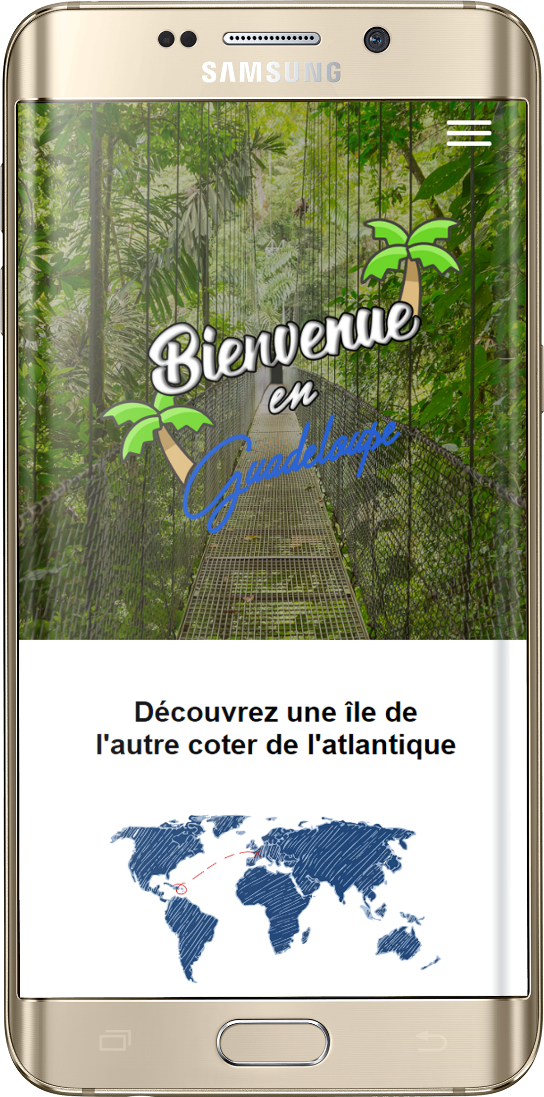 SAMSUNG
Bienvenue
en
Guadeloupe
Découvrez une île de
l'autre coter de l'atlantique